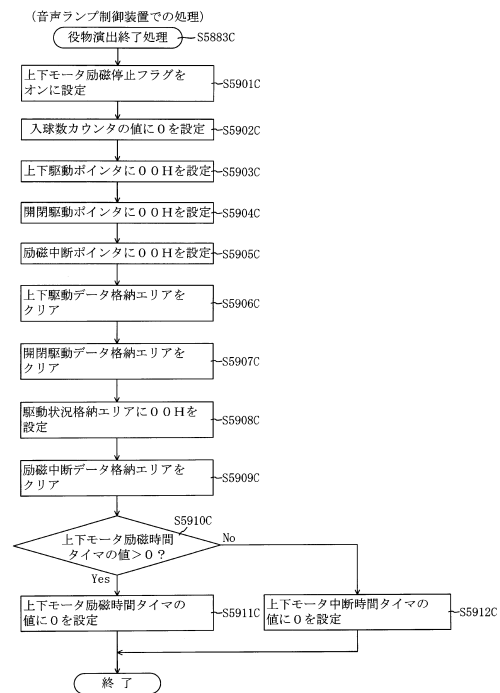 (音声ランプ制御装置での処理)
役物演出終了処理
S5883C
上下モータ励磁停止フラグを
オンに設定
S5901C
入球数カウンタの値に0を設定
S5902C
上下駆動ポインタに00Hを設定
S5903C
開閉駆動ポインタに00Hを設定
S5904C
励磁中断ポインタに00Hを設定
S5905C
上下駆動データ格納エリアを
クリア
S5906C
開閉駆動データ格納エリアを
クリア
S5907C
駆動状況格納エリアに00Hを
設定
S5908C
励磁中断データ格納エリアを
クリア
S5909C
S5910C
上下モータ励磁時間
タイマの値>0?
No
Yes
上下モータ励磁時間タイマの
値に0を設定
S5911C
上下モータ中断時間タイマの
値に0を設定
S5912C
終了